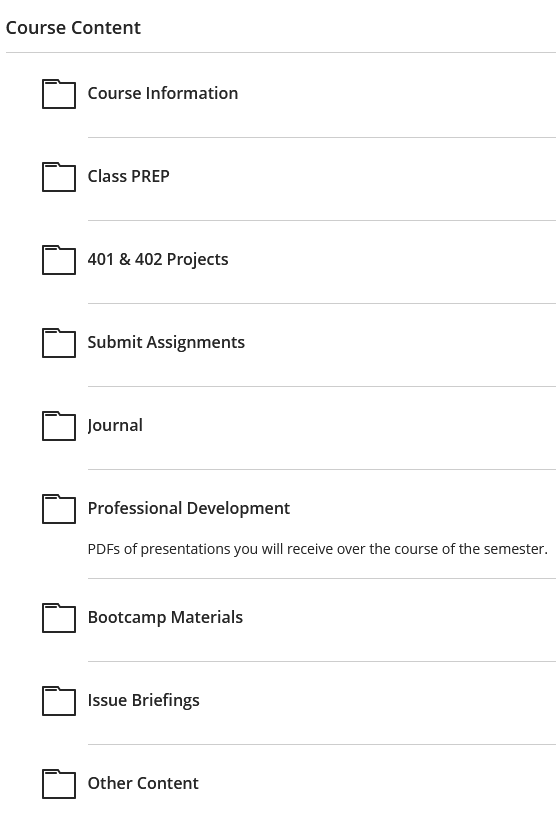 Course Content
Course Information
Class PREP
401 & 402 Projects
Submit Assignments
Journal
Professional Development
PDFs of presentations you will receive over the course of the semester.
Bootcamp Materials
Issue Briefings
Other Content